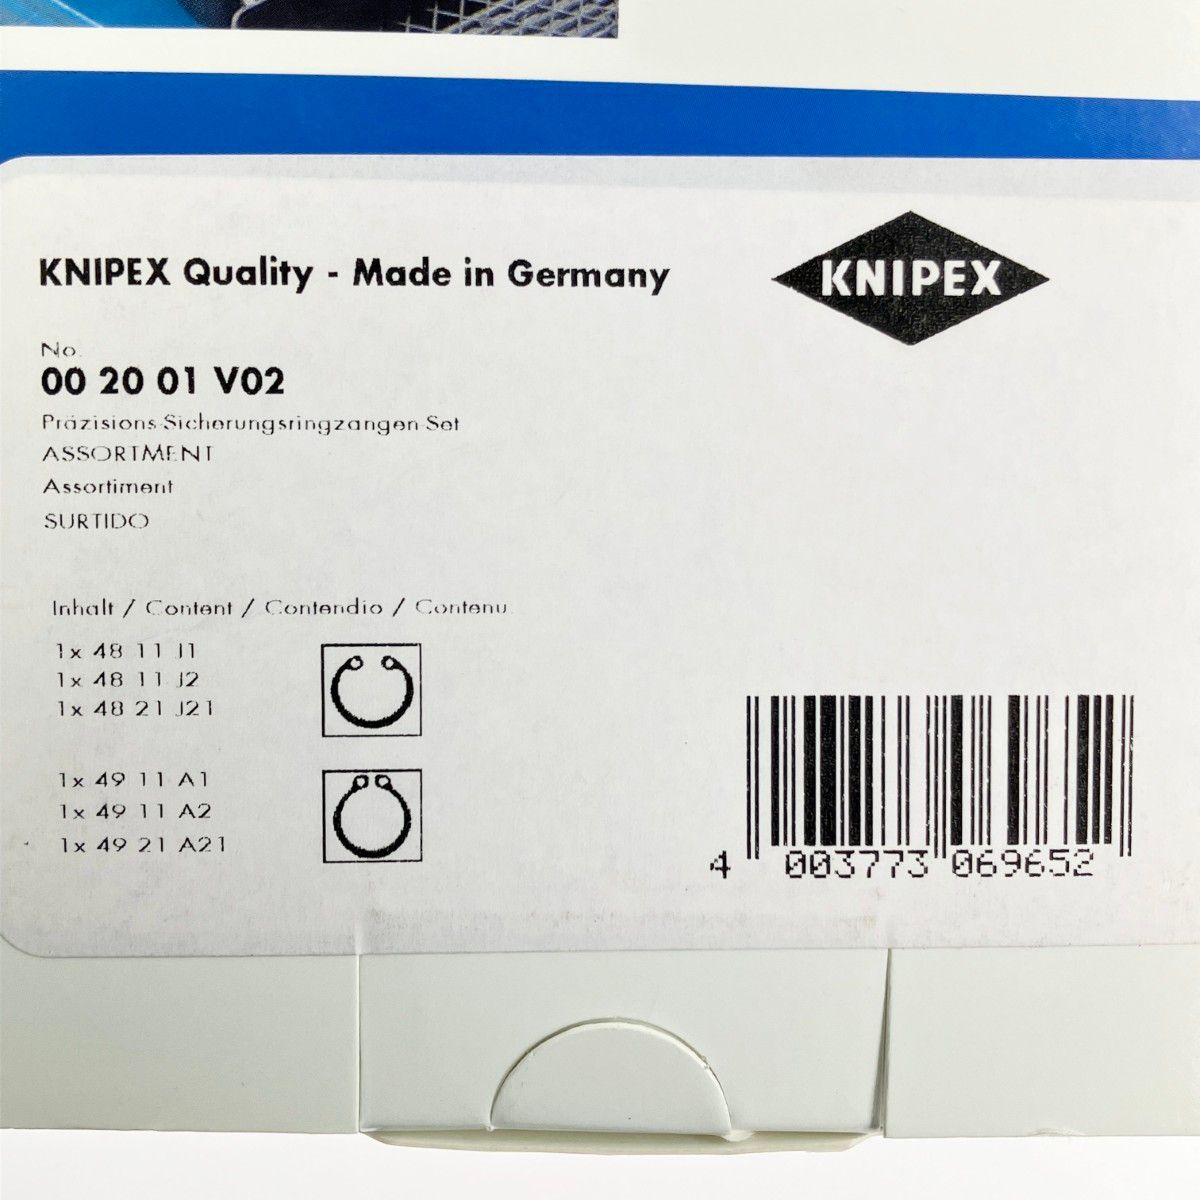 KNIPEX Quality - Made in Germany
KNIPEX
No.
00 20 01 V02
Präzisions-Sicherungsringzangen-Set
ASSORTMENT
Assortiment
SURTIDO
Inhalt / Content / Contendio / Contenu
1x 48 11 J1
1x 48 11 J2
1x 48 21 J21
1x 49 11 A1
1x 49 11 A2
1x 49 21 A21
4 003773 069652